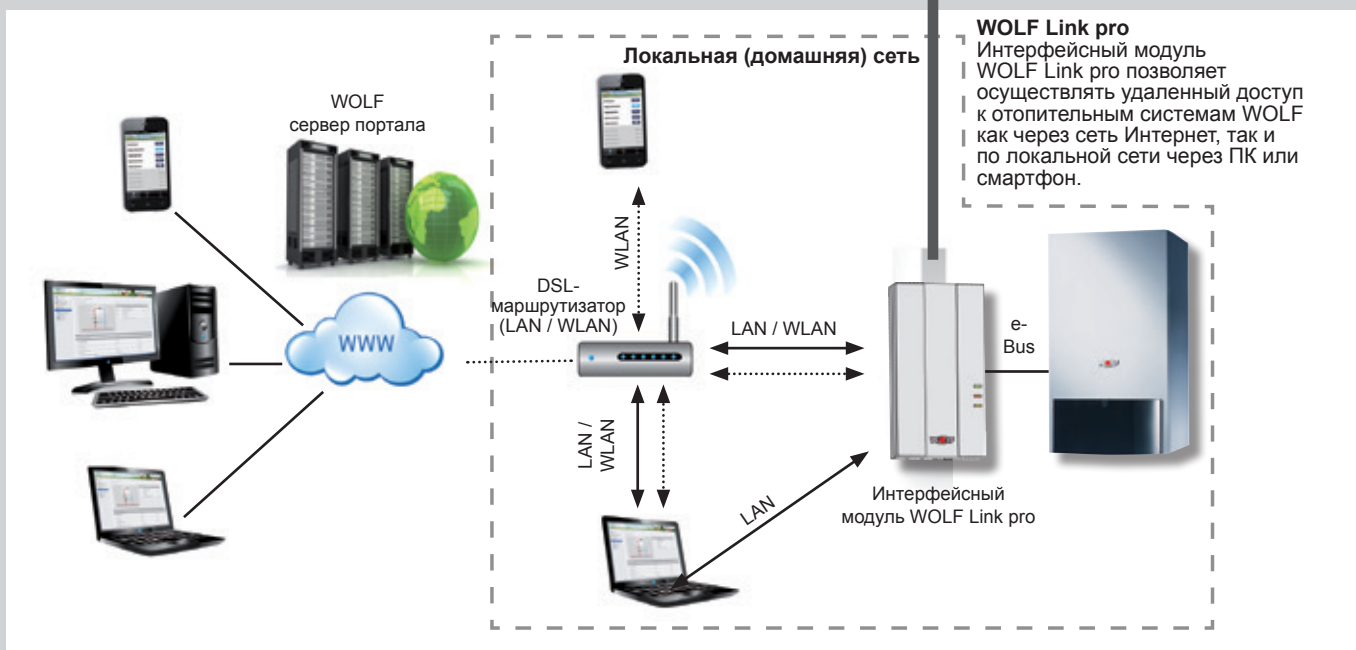 WOLF Link pro
Интерфейсный модуль
WOLF Link pro позволяет
осуществлять удаленный доступ
к отопительным системам WOLF
как через сеть Интернет, так и
по локальной сети через ПК или
смартфон.
Локальная (домашняя) сеть
WOLF
сервер портала
WLAN
DSL-
маршрутизатор
(LAN / WLAN)
WWW
LAN / WLAN
e-
Bus
LAN /
WLAN
LAN
Интерфейсный
модуль WOLF Link pro